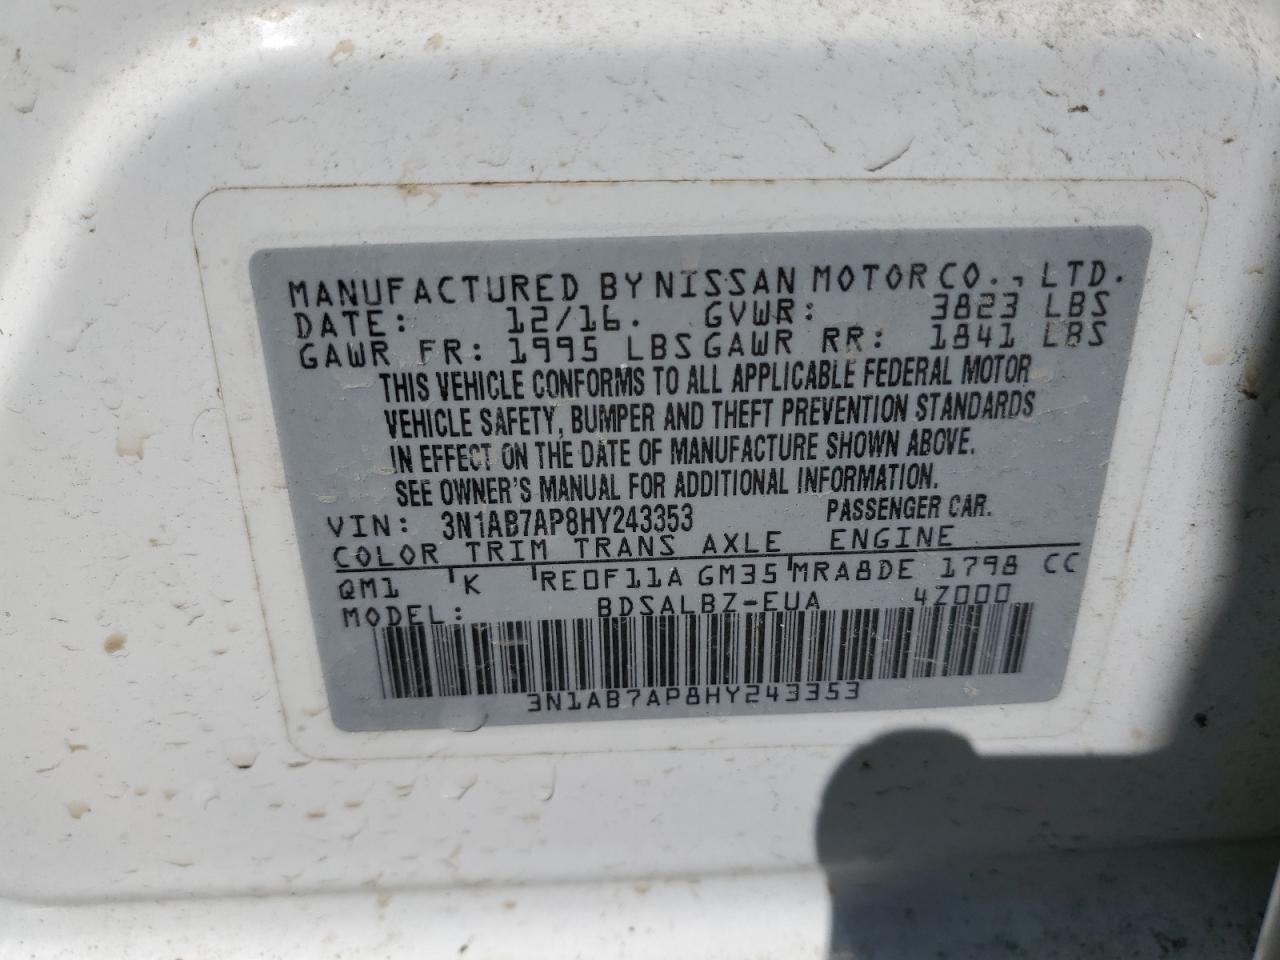 MANUFACTURED BY NISSAN MOTOR CO., LTD.
DATE: 12/16. GVWR: 3823 LBS
GAWR FR: 1995 LBS GAWR RR: 1841 LBS
THIS VEHICLE CONFORMS TO ALL APPLICABLE FEDERAL MOTOR
VEHICLE SAFETY, BUMPER AND THEFT PREVENTION STANDARDS
IN EFFECT ON THE DATE OF MANUFACTURE SHOWN ABOVE.
SEE OWNER'S MANUAL FOR ADDITIONAL INFORMATION.
VIN: 3N1AB7AP8HY243353 PASSENGER CAR.
COLOR TRIM TRANS AXLE ENGINE
QM1 K RE0F11A GM35 MRA8DE 1798 CC
MODEL: BDSALBZ-EUA 4Z000
3N1AB7AP8HY243353